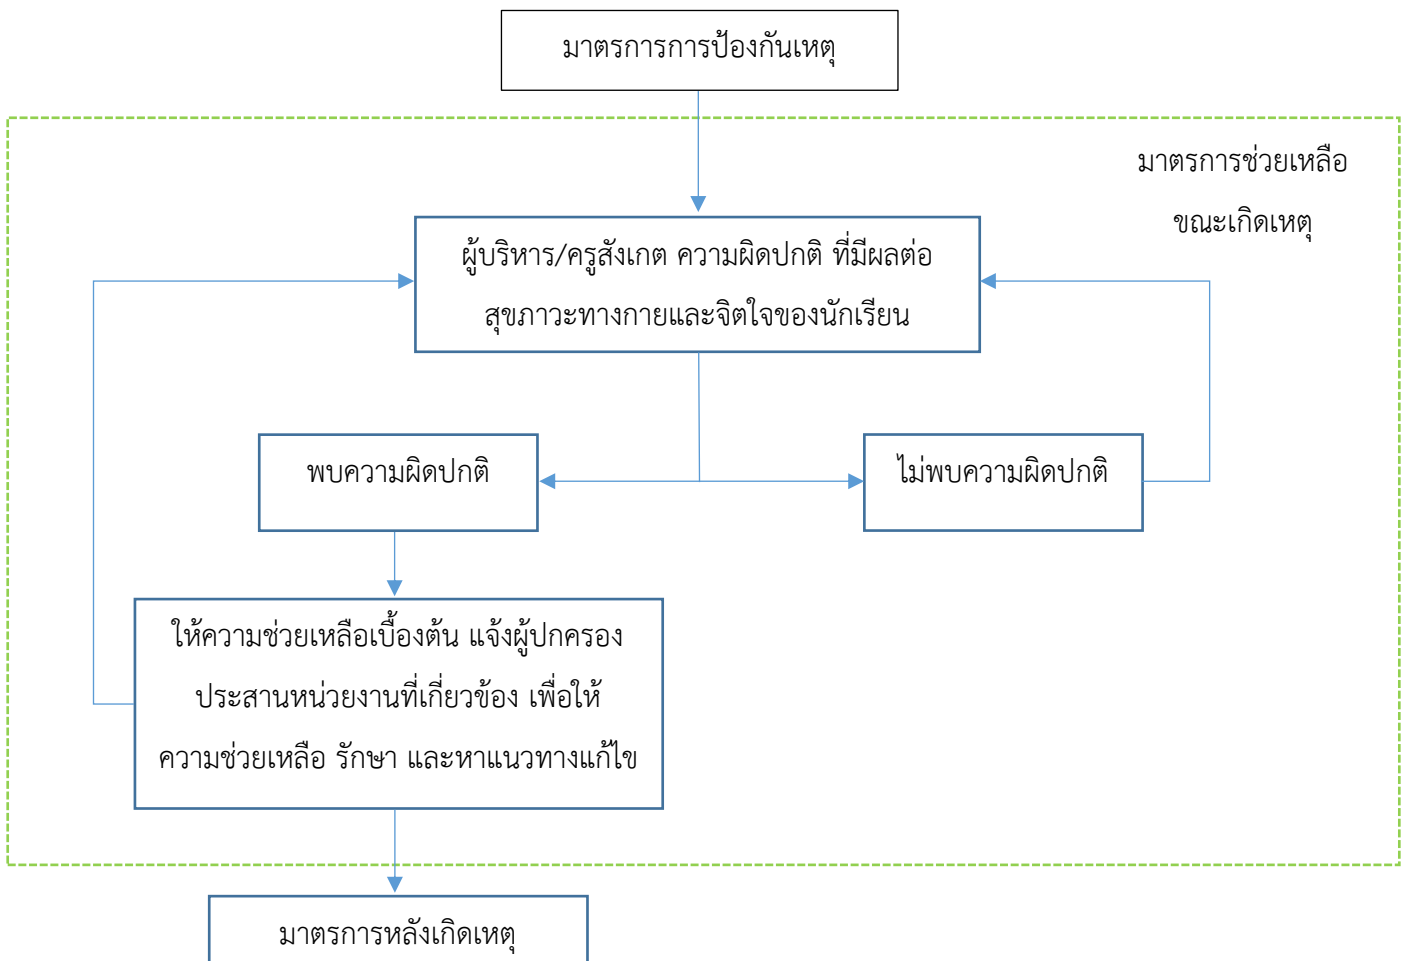 มาตรการการป้องกันเหตุ
มาตรการช่วยเหลือ
ขณะเกิดเหตุ
ผู้บริหาร/ครูสังเกต ความผิดปกติ ที่มีผลต่อ
สุขภาวะทางกายและจิตใจของนักเรียน
พบความผิดปกติ
ไม่พบความผิดปกติ
ให้ความช่วยเหลือเบื้องต้น แจ้งผู้ปกครอง
ประสานหน่วยงานที่เกี่ยวข้อง เพื่อให้
ความช่วยเหลือ รักษา และหาแนวทางแก้ไข
มาตรการหลังเกิดเหตุ